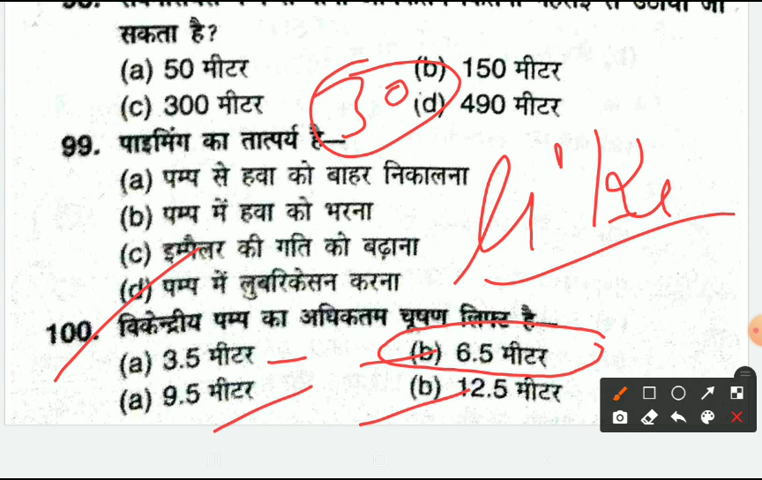 सकता है?
(a) 50 मीटर (b) 150 मीटर
(c) 300 मीटर (d) 490 मीटर
30
99. पाइमिंग का तात्पर्य है—
(a) पम्प से हवा को बाहर निकालना
(b) पम्प में हवा को भरना
(c) इम्पैलर की गति को बढ़ाना
(d) पम्प में लुबरिकेसन करना
like
100. विकेन्द्रीय पम्प का अधिकतम चूषण लिफ्ट है—
(a) 3.5 मीटर (b) 6.5 मीटर
(a) 9.5 मीटर (b) 12.5 मीटर